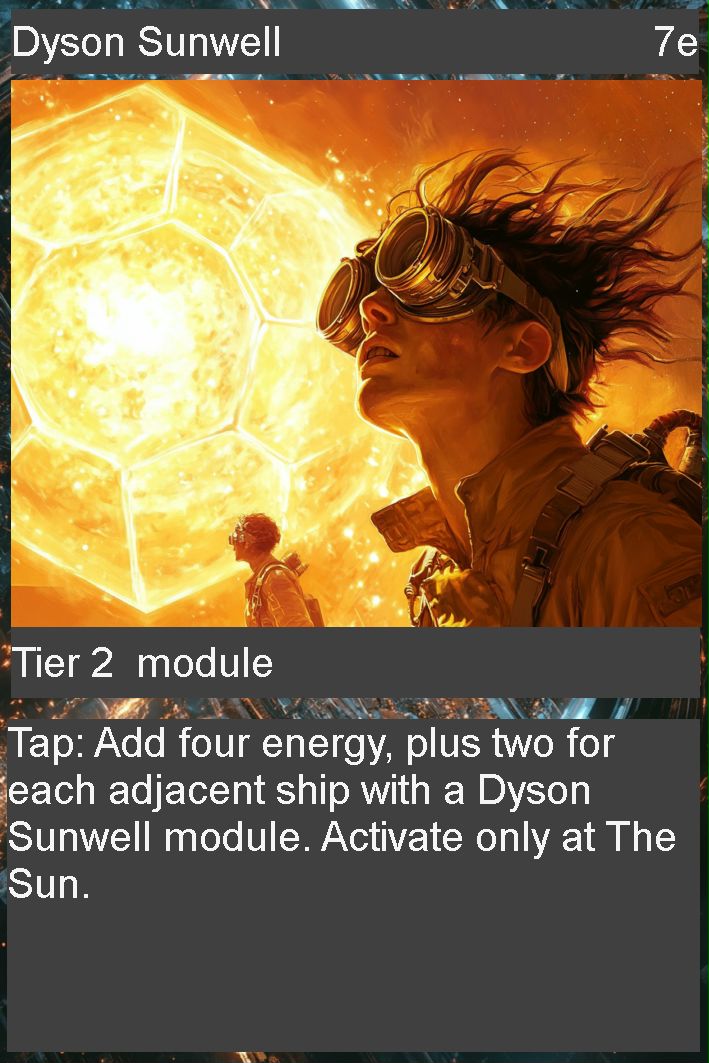 Dyson Sunwell 7e
Tier 2  module
Tap: Add four energy, plus two for
each adjacent ship with a Dyson
Sunwell module. Activate only at The
Sun.